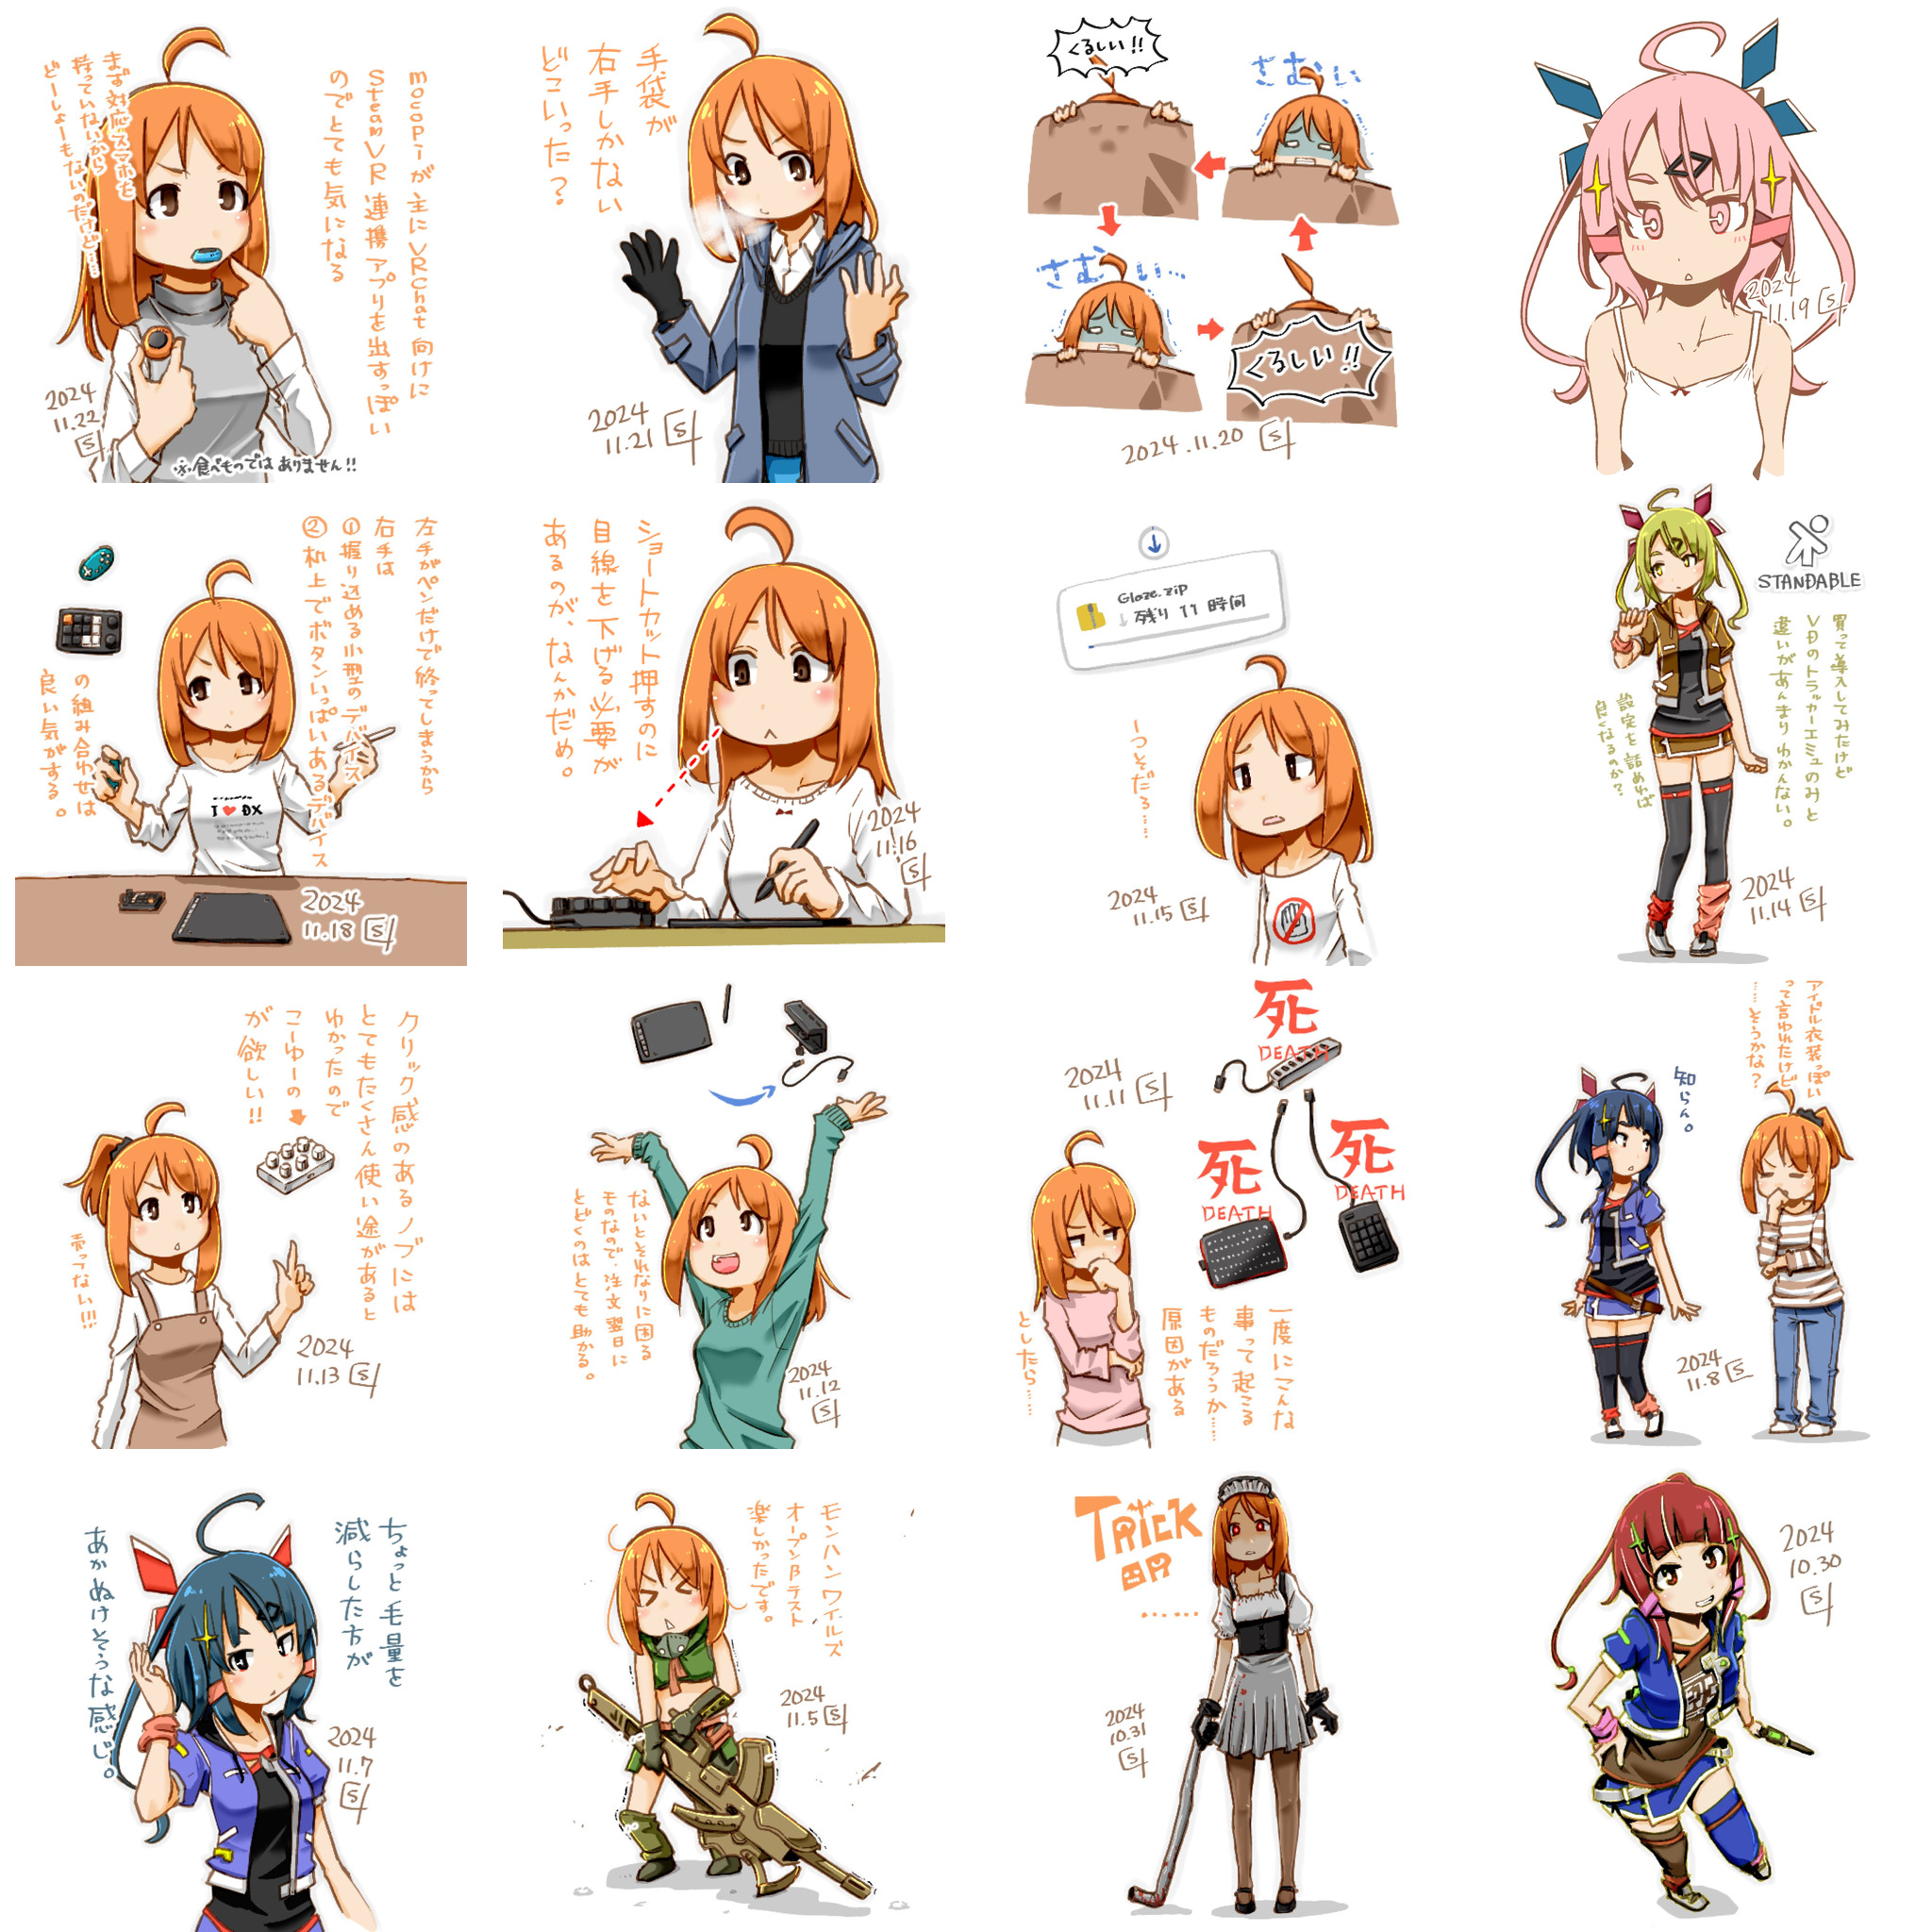 mocopiが主にVRChat向けに
SteamVR連携アプリを出すっぽい
のでとても気になる
まず対応スマホも
持っていないから
どーしょーもないのだけど……
※食べものではありません!!
2024
11.22
手袋が
右手しかない
どこいった?
2024
11.21
くるしい!!
さむい
さむい…
くるしい!!
2024.11.20
2024
11.19
左手がペンだけで終ってしまうから
右手は
①握り込める小型のデバイス
②机上でボタンいっぱいあるデバイス
の組み合わせは
良い気がする。
I ❤ DX
2024
11.18
ショートカット押すのに
目線を下げる必要が
あるのが、なんかだめ。
2024
11.16
Glaze.zip
↓残り 11 時間
うそだろ……
2024
11.15
STANDABLE
買って導入してみたけど
VDのトラッカーエミュのみと
違いがあんまりわかんない。
設定を詰めれば
良くなるのか?
2024
11.14
クリック感のあるノブには
とてもたくさん使い途があると
わかったので
こーゆーの
が欲しい!!
売ってない!!!
2024
11.13
ないとそれなりに困る
ものなので、注文翌日に
とどくのはとても助かる。
2024
11.12
死
DEATH
死
DEATH
死
DEATH
2024
11.11
一度にこんな
事って起こる
ものだろうか……
原因がある
としたら……
アイドル衣装っぽい
って言われたけど
……そうかな?
知らん。
2024
11.8
ちょっと毛量を
減らした方が
あかぬけそうな感じ。
2024
11.7
モンハンワイルズ
オープンβテスト
楽しかったです。
2024
11.5
TRICK
OR
……
2024
10.31
2024
10.30